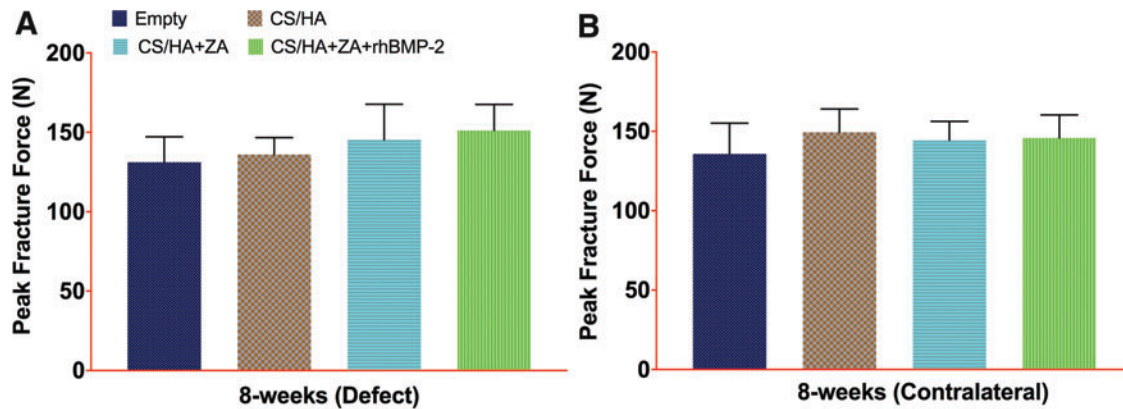 A
Empty
CS/HA
CS/HA+ZA
CS/HA+ZA+rhBMP-2
Peak Fracture Force (N)
200
150
100
50
0
8-weeks (Defect)
B
Peak Fracture Force (N)
200
150
100
50
0
8-weeks (Contralateral)